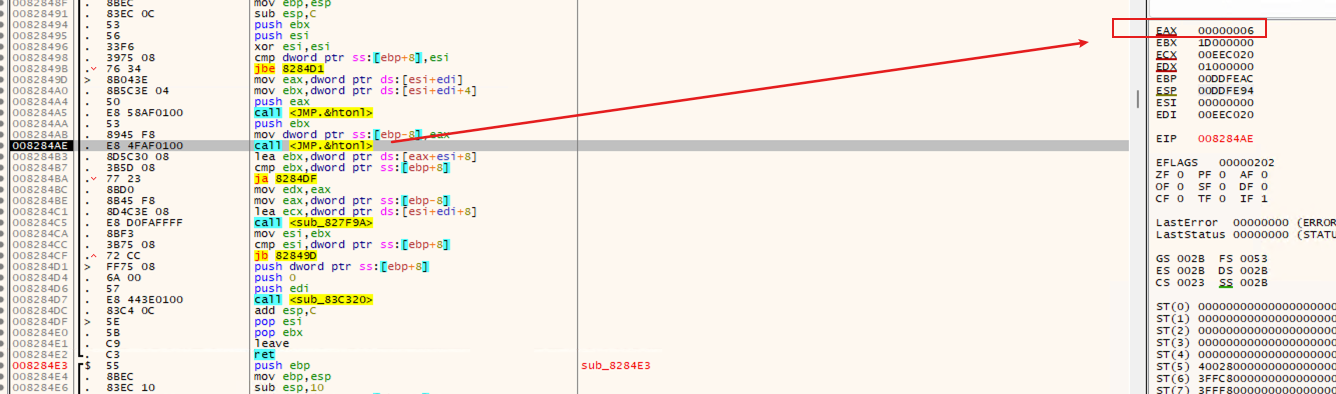 0082848F . 8BEC mov ebp,esp
00828491 . 83EC 0C sub esp,C
00828494 . 53 push ebx
00828495 . 56 push esi
00828496 . 33F6 xor esi,esi
00828498 . 3975 08 cmp dword ptr ss:[ebp+8],esi
0082849B . 76 34 jbe 8284D1
0082849D > 8B043E mov eax,dword ptr ds:[esi+edi]
008284A0 . 8B5C3E 04 mov ebx,dword ptr ds:[esi+edi+4]
008284A4 . 50 push eax
008284A5 . E8 58AF0100 call <JMP.&htonl>
008284AA . 53 push ebx
008284AB . 8945 F8 mov dword ptr ss:[ebp-8],eax
008284AE . E8 4FAF0100 call <JMP.&htonl>
008284B3 . 8D5C30 08 lea ebx,dword ptr ds:[eax+esi+8]
008284B7 . 3B5D 08 cmp ebx,dword ptr ss:[ebp+8]
008284BA . 77 23 ja 8284DF
008284BC . 8BD0 mov edx,eax
008284BE . 8B45 F8 mov eax,dword ptr ss:[ebp-8]
008284C1 . 8D4C3E 08 lea ecx,dword ptr ds:[esi+edi+8]
008284C5 . E8 D0FAFFFF call <sub_827F9A>
008284CA . 8BF3 mov esi,ebx
008284CC . 3B75 08 cmp esi,dword ptr ss:[ebp+8]
008284CF . 72 CC jb 82849D
008284D1 > FF75 08 push dword ptr ss:[ebp+8]
008284D4 . 6A 00 push 0
008284D6 . 57 push edi
008284D7 . E8 443E0100 call <sub_83C320>
008284DC . 83C4 0C add esp,C
008284DF > 5E pop esi
008284E0 . 5B pop ebx
008284E1 . C9 leave
008284E2 . C3 ret
008284E3 $ 55 push ebp sub_8284E3
008284E4 . 8BEC mov ebp,esp
008284E6 . 83EC 10 sub esp,10
EAX 00000006
EBX 1D000000
ECX 00EEC020
EDX 01000000
EBP 00DDFEAC
ESP 00DDFE94
ESI 00000000
EDI 00EEC020
EIP 008284AE
EFLAGS 00000202
ZF 0 PF 0 AF 0
OF 0 SF 0 DF 0
CF 0 TF 0 IF 1
LastError 00000000 (ERROR
LastStatus 00000000 (STATU
GS 002B FS 0053
ES 002B DS 002B
CS 0023 SS 002B
ST(0) 0000000000000000000
ST(1) 0000000000000000000
ST(2) 0000000000000000000
ST(3) 0000000000000000000
ST(4) 0000000000000000000
ST(5) 4002800000000000000
ST(6) 3FFC800000000000000
ST(7) 3FFF800000000000000